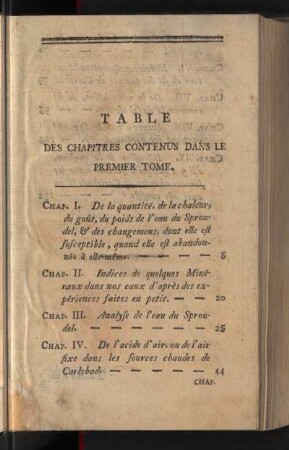 TABLE
DES CHAPITRES CONTENUS DANS LE
PREMIER TOME.
CHAP. I. De la quantité, de la chaleur,
du goût, du poids de l'eau du Sprou-
del, & des changemens, dont elle est
susceptible, quand elle est abandon-
née à elle-même. — — — — 5
CHAP. II. Indices de quelques Miné-
raux dans nos eaux d'après des ex-
périences faites en petit. — — 20
CHAP. III. Analyse de l'eau du Sprou-
del. — — — — — — 25
CHAP. IV. De l'acide d'air, ou de l'air
fixe dans les sources chaudes de
Carlsbad. — — — — — 44
CHAP.